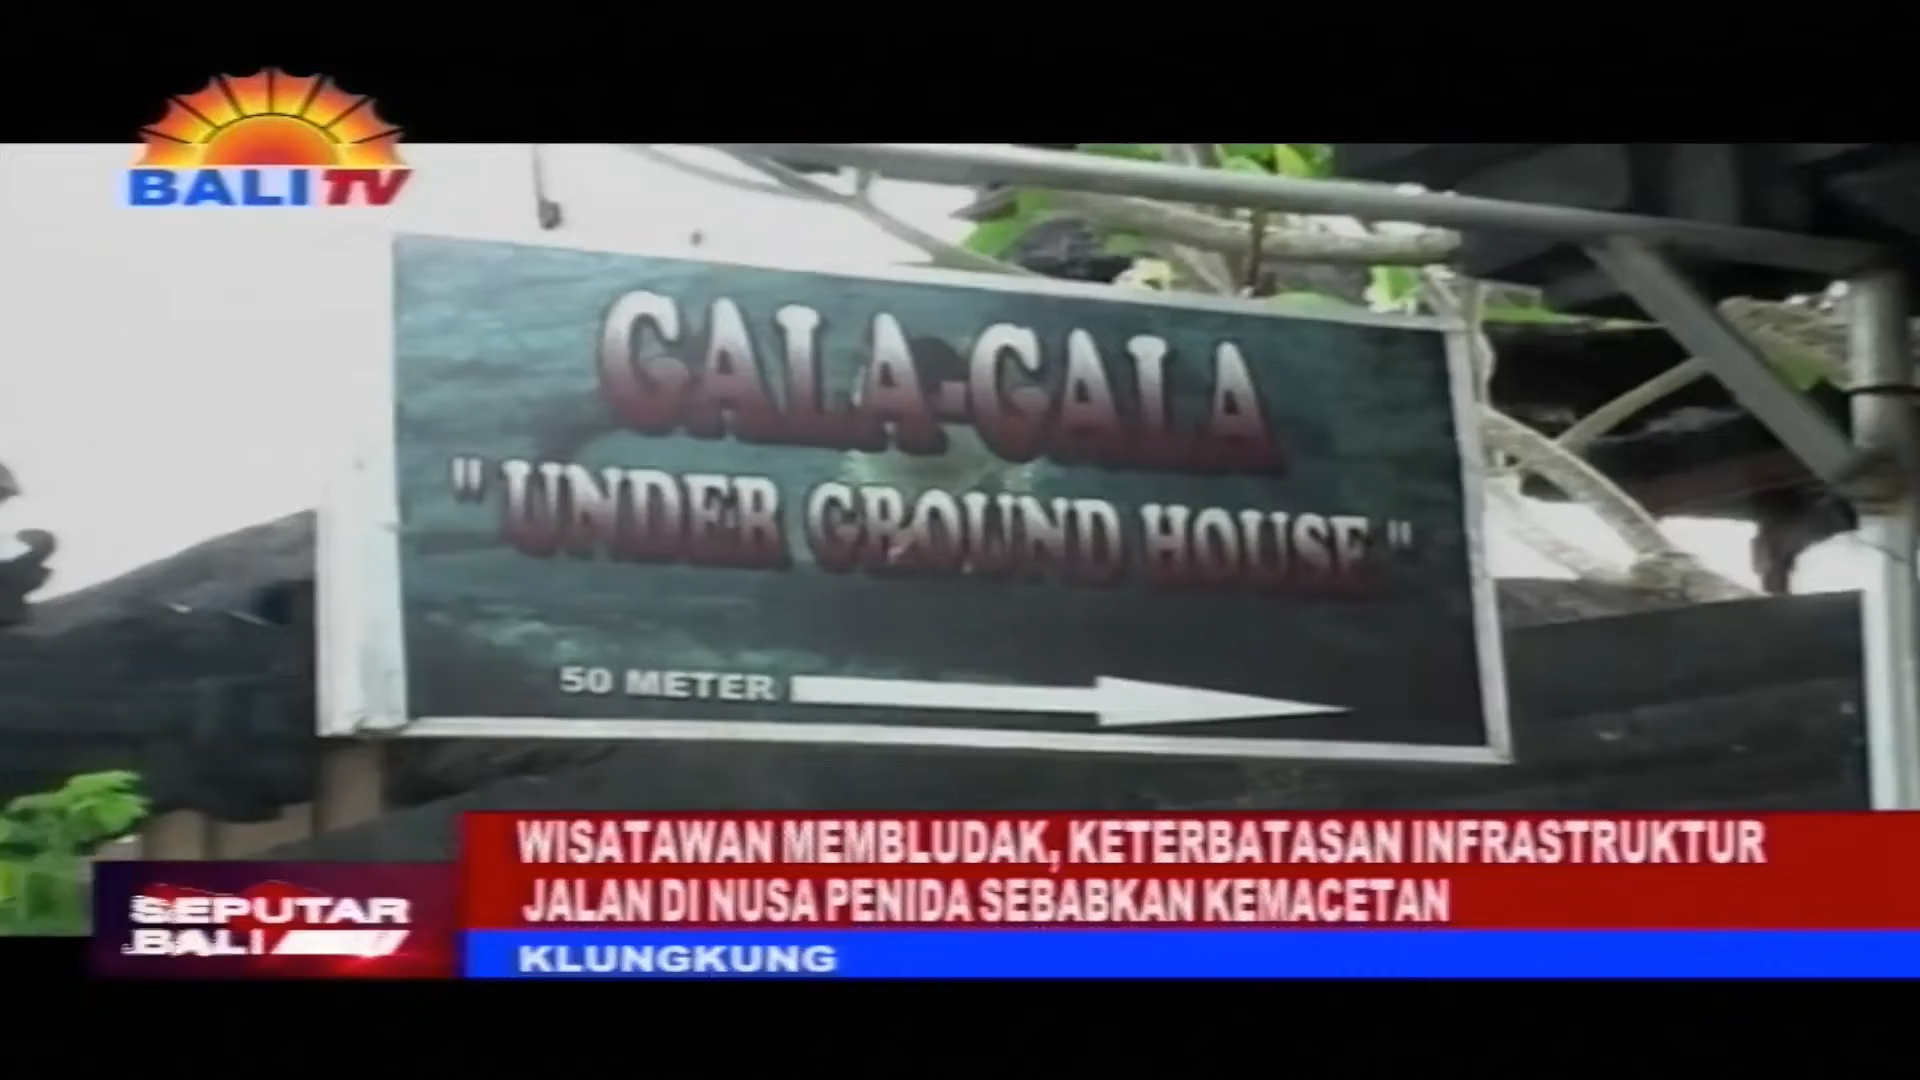 BALI TV
GALA-GALA
"UNDER GROUND HOUSE"
50 METER
WISATAWAN MEMBLUDAK, KETERBATASAN INFRASTRUKTUR
JALAN DI NUSA PENIDA SEBABKAN KEMACETAN
SEPUTAR
BALI
KLUNGKUNG